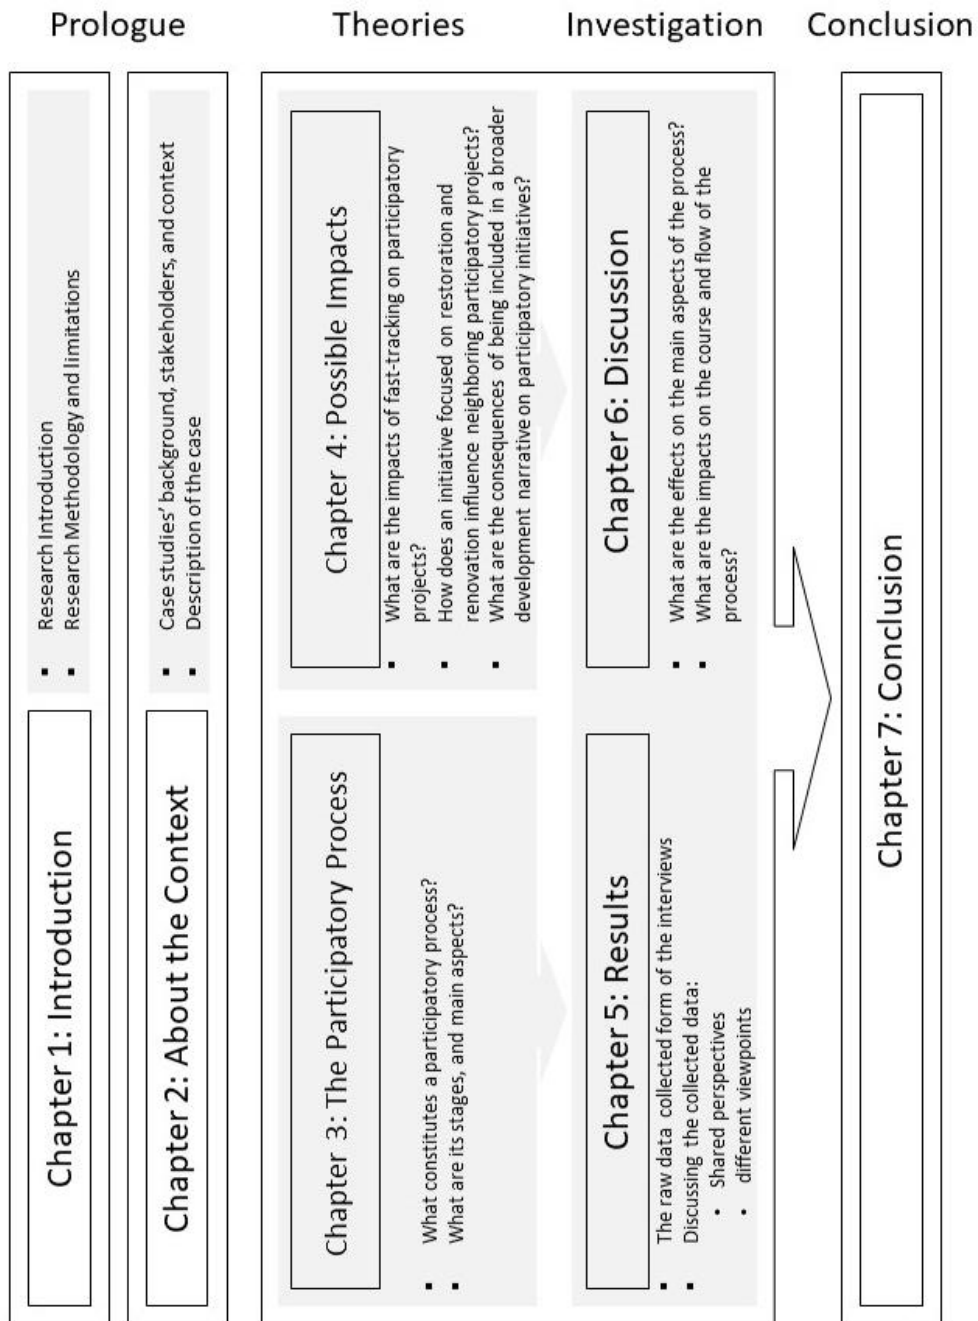 Prologue
Chapter 1: Introduction
▪ Research Introduction
▪ Research Methodology and limitations
Chapter 2: About the Context
▪ Case studies' background, stakeholders, and context
▪ Description of the case
Theories
Chapter 3: The Participatory Process
▪ What constitutes a participatory process?
▪ What are its stages, and main aspects?
Chapter 4: Possible Impacts
▪ What are the impacts of fast-tracking on participatory
projects?
▪ How does an initiative focused on restoration and
renovation influence neighboring participatory projects?
▪ What are the consequences of being included in a broader
development narrative on participatory initiatives?
Investigation
Chapter 5: Results
▪ The raw data collected form of the interviews
▪ Discussing the collected data:
• Shared perspectives
• different viewpoints
Chapter 6: Discussion
▪ What are the effects on the main aspects of the process?
▪ What are the impacts on the course and flow of the
process?
Conclusion
Chapter 7: Conclusion